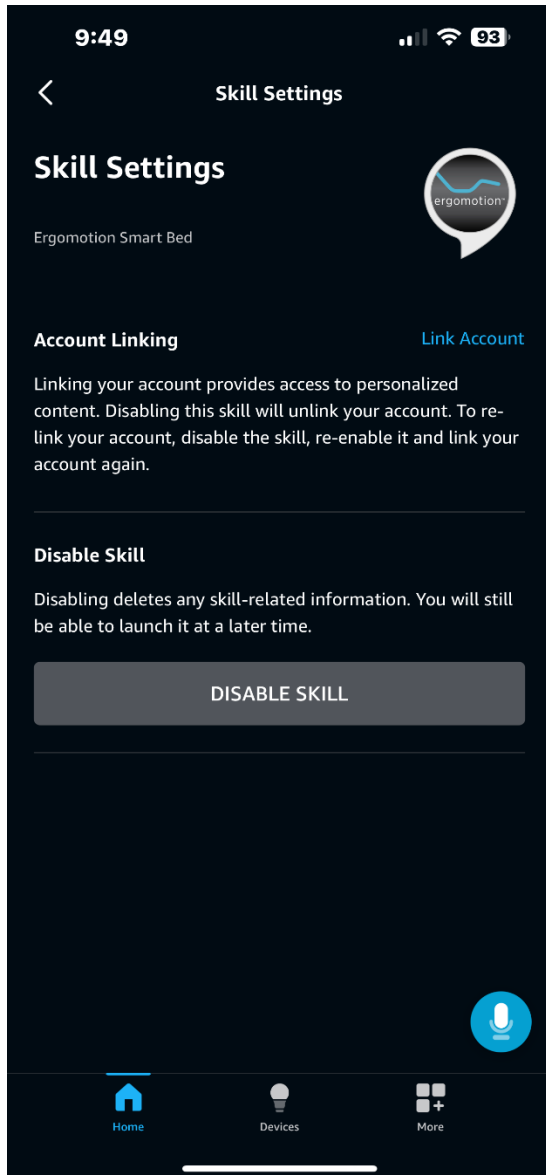 9:49
93
Skill Settings
Skill Settings
ergomotion™
Ergomotion Smart Bed
Account Linking
Link Account
Linking your account provides access to personalized
content. Disabling this skill will unlink your account. To re-
link your account, disable the skill, re-enable it and link your
account again.
Disable Skill
Disabling deletes any skill-related information. You will still
be able to launch it at a later time.
DISABLE SKILL
Home
Devices
More